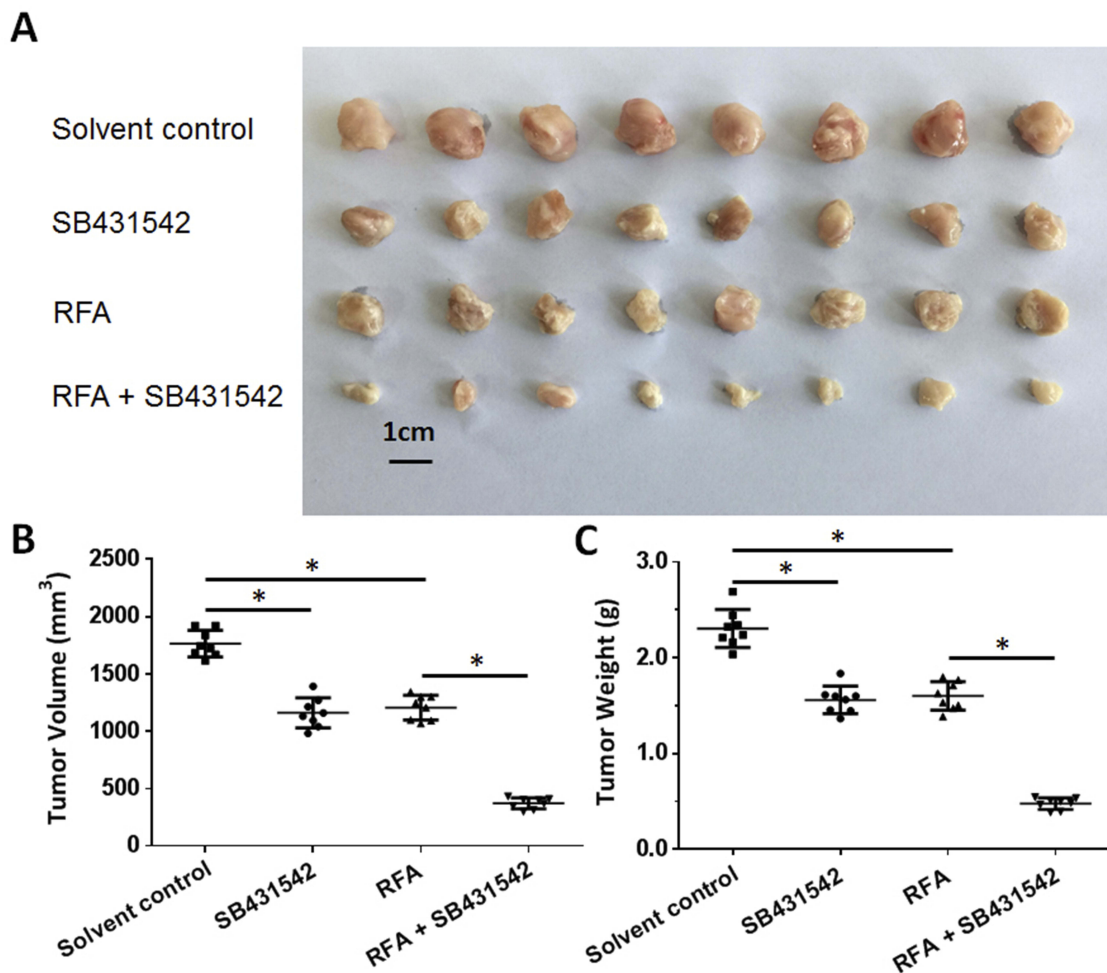 A
Solvent control
SB431542
RFA
RFA + SB431542
1cm
B
Tumor Volume (mm³)
2500
2000
1500
1000
500
0
*
*
*
Solvent control
SB431542
RFA
RFA + SB431542
C
Tumor Weight (g)
3.0
2.0
1.0
0.0
*
*
*
Solvent control
SB431542
RFA
RFA + SB431542